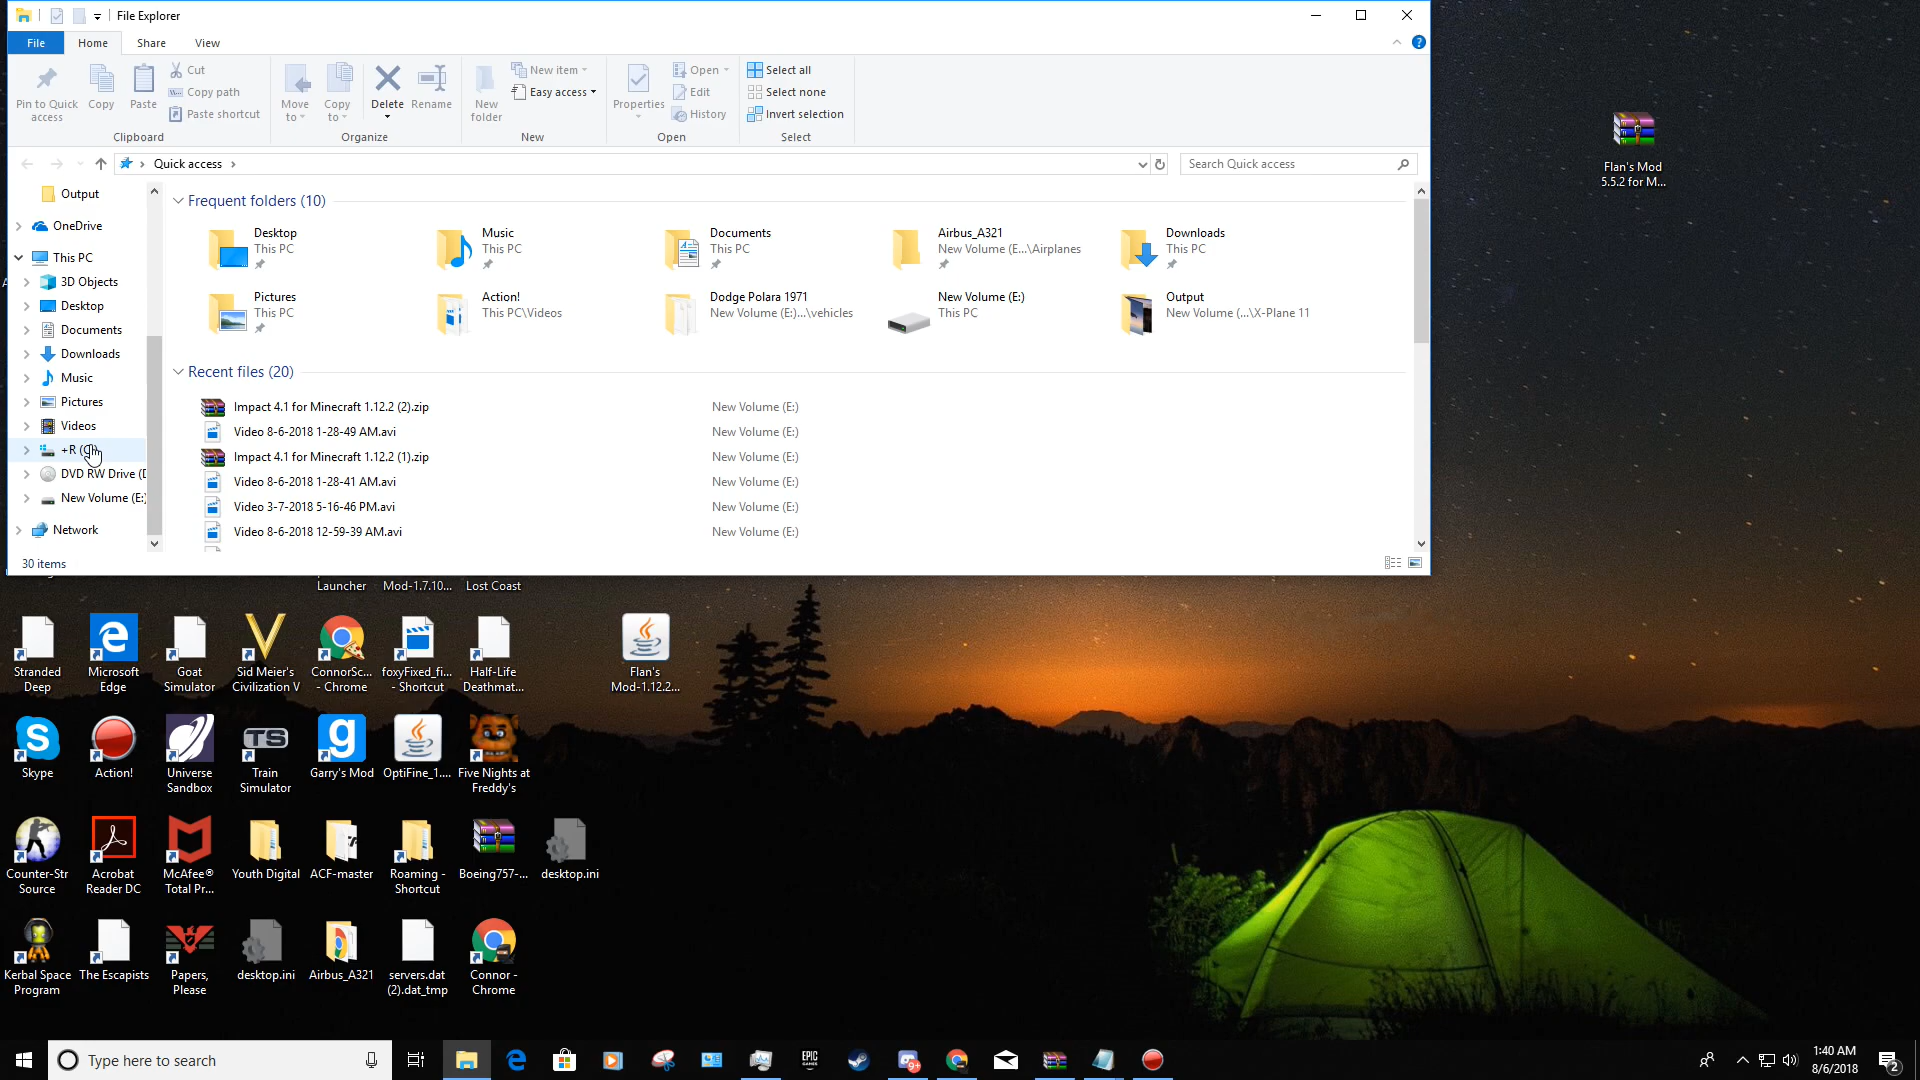 File Explorer
File
Home
Share
View
Pin to Quick access
Copy
Paste
Cut
Copy path
Paste shortcut
Clipboard
Move to
Copy to
Delete
Rename
Organize
New folder
New item
Easy access
New
Properties
Open
Edit
History
Open
Select all
Select none
Invert selection
Select
Quick access
Search Quick access
Output
OneDrive
This PC
3D Objects
Desktop
Documents
Downloads
Music
Pictures
Videos
+R
DVD RW Drive (
New Volume (E:)
Network
30 items
Frequent folders (10)
Desktop
This PC
Music
This PC
Documents
This PC
Airbus_A321
New Volume (E...\Airplanes
Downloads
This PC
Pictures
This PC
Action!
This PC\Videos
Dodge Polara 1971
New Volume (E:)...\vehicles
New Volume (E:)
This PC
Output
New Volume (...\X-Plane 11
Recent files (20)
Impact 4.1 for Minecraft 1.12.2 (2).zip New Volume (E:)
Video 8-6-2018 1-28-49 AM.avi New Volume (E:)
Impact 4.1 for Minecraft 1.12.2 (1).zip New Volume (E:)
Video 8-6-2018 1-28-41 AM.avi New Volume (E:)
Video 3-7-2018 5-16-46 PM.avi New Volume (E:)
Video 8-6-2018 12-59-39 AM.avi New Volume (E:)
Flan's Mod
5.5.2 for M...
Launcher
Mod-1.7.10...
Lost Coast
Stranded
Deep
Microsoft
Edge
Goat
Simulator
Sid Meier's
Civilization V
ConnorSc...
- Chrome
foxyFixed_fi...
- Shortcut
Half-Life
Deathmat...
Flan's
Mod-1.12.2...
Skype
Action!
Universe
Sandbox
TS
Train
Simulator
Garry's Mod
OptiFine_1....
Five Nights at
Freddy's
Counter-Str
Source
Acrobat
Reader DC
McAfee®
Total Pr...
Youth Digital
ACF-master
Roaming -
Shortcut
Boeing757-...
desktop.ini
Kerbal Space
Program
The Escapists
Papers,
Please
desktop.ini
Airbus_A321
servers.dat
(2).dat_tmp
Connor -
Chrome
Type here to search
EPIC
GAMES
9+
1:40 AM
8/6/2018
2